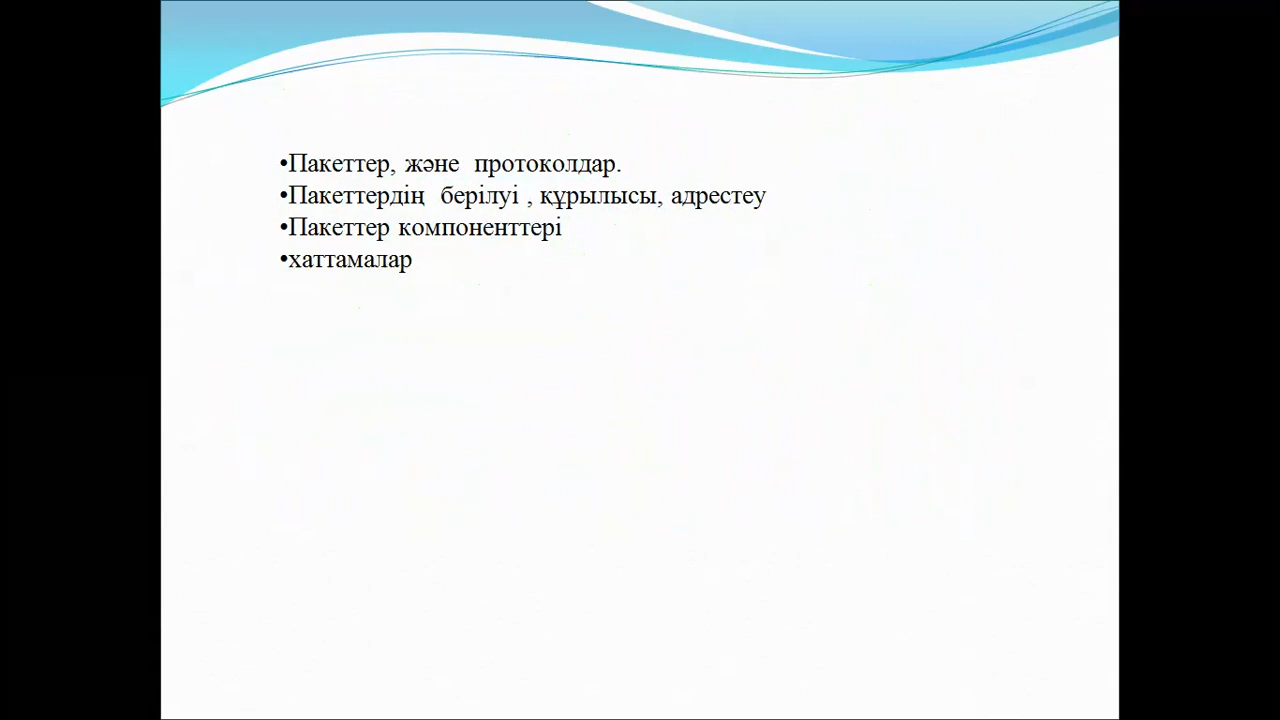 •Пакеттер, және протоколдар.
•Пакеттердің берілуі , құрылысы, адрестеу
•Пакеттер компоненттері
•хаттамалар